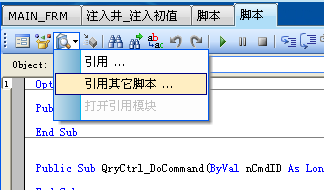 MAIN_FRM 注入井_注入初值 脚本 脚本
引用 ...
Object:
引用其它脚本 ...
1 Opt
打开引用模块
Pub
End Sub
Public Sub QryCtrl_DoCommand(ByVal nCmdID As Lon
End Sub